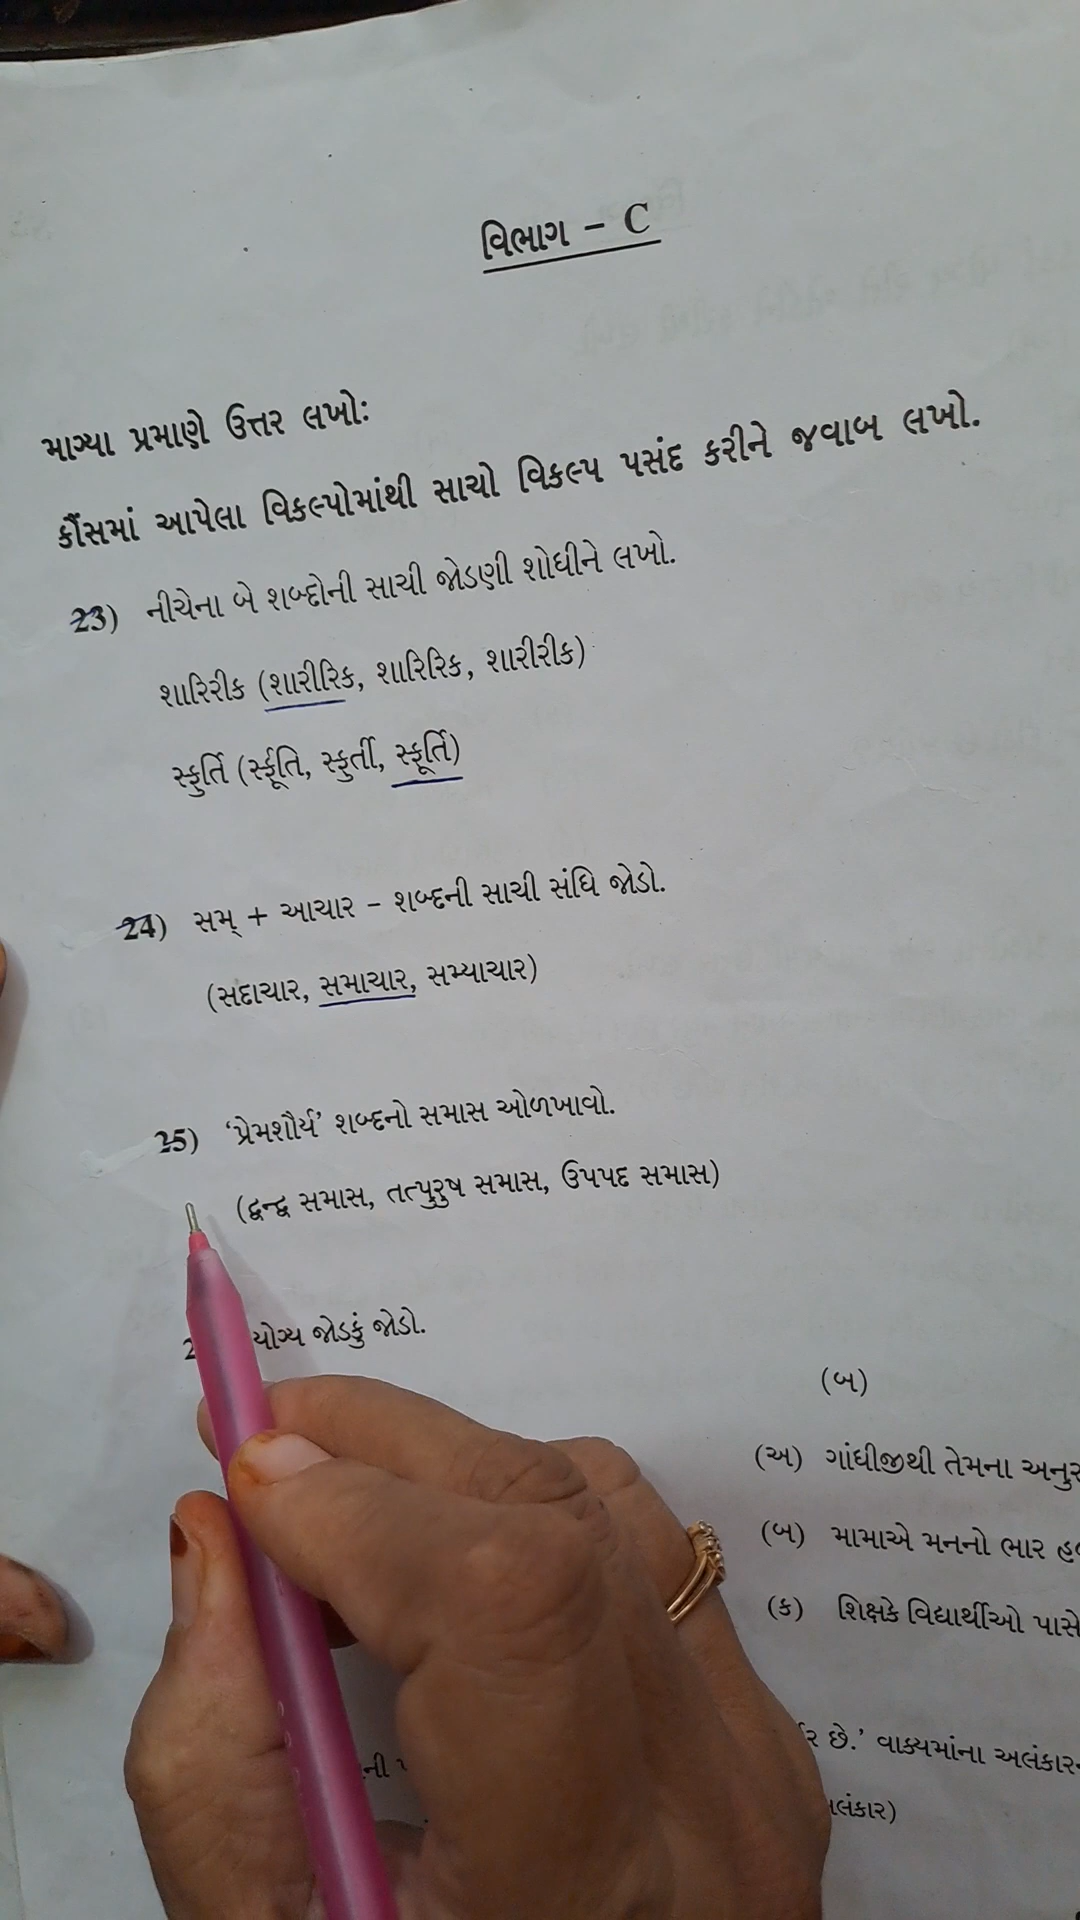 વિભાગ – C
માગ્યા પ્રમાણે ઉત્તર લખોઃ
કૌંસમાં આપેલા વિકલ્પોમાંથી સાચો વિકલ્પ પસંદ કરીને જવાબ લખો.
23) નીચેના બે શબ્દોની સાચી જોડણી શોધીને લખો.
શારિરીક (શારીરિક, શારિરિક, શારીરીક)
સ્ફુર્તિ (સ્ર્ફૂતિ, સ્ફુર્તી, સ્ફૂર્તિ)
24) સમ્ + આચાર – શબ્દની સાચી સંધિ જોડો.
(સદાચાર, સમાચાર, સમ્યાચાર)
25) ‘પ્રેમશૌર્ય’ શબ્દનો સમાસ ઓળખાવો.
(દ્વન્દ્વ સમાસ, તત્પુરુષ સમાસ, ઉપપદ સમાસ)
યોગ્ય જોડકું જોડો.
(બ)
(અ) ગાંધીજીથી તેમના
(બ) મામાએ મનનો ભાર
(ક) શિક્ષકે વિદ્યાર્થીઓ પાસે
છે.’ વાક્યમાંના